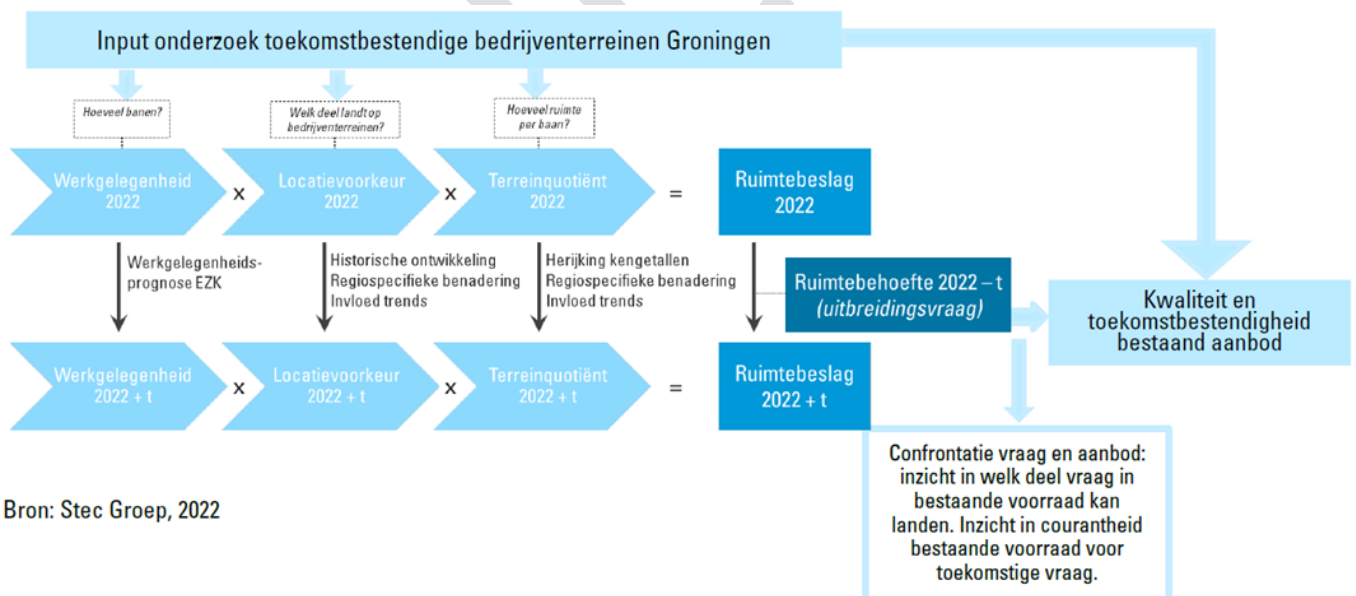 Input onderzoek toekomstbestendige bedrijventerreinen Groningen
Hoeveel banen?
Welk deel landt op
bedrijventerreinen?
Hoeveel ruimte
per baan?
Werkgelegenheid
2022
x
Locatievoorkeur
2022
x
Terreinquotiënt
2022
=
Ruimtebeslag
2022
Werkgelegenheids-
prognose EZK
Historische ontwikkeling
Regiospecifieke benadering
Invloed trends
Herijking kengetallen
Regiospecifieke benadering
Invloed trends
Ruimtebehoefte 2022 – t
(uitbreidingsvraag)
Kwaliteit en
toekomstbestendigheid
bestaand aanbod
Werkgelegenheid
2022 + t
x
Locatievoorkeur
2022 + t
x
Terreinquotiënt
2022 + t
=
Ruimtebeslag
2022 + t
Confrontatie vraag en aanbod:
inzicht in welk deel vraag in
bestaande voorraad kan
landen. Inzicht in courantheid
bestaande voorraad voor
toekomstige vraag.
Bron: Stec Groep, 2022